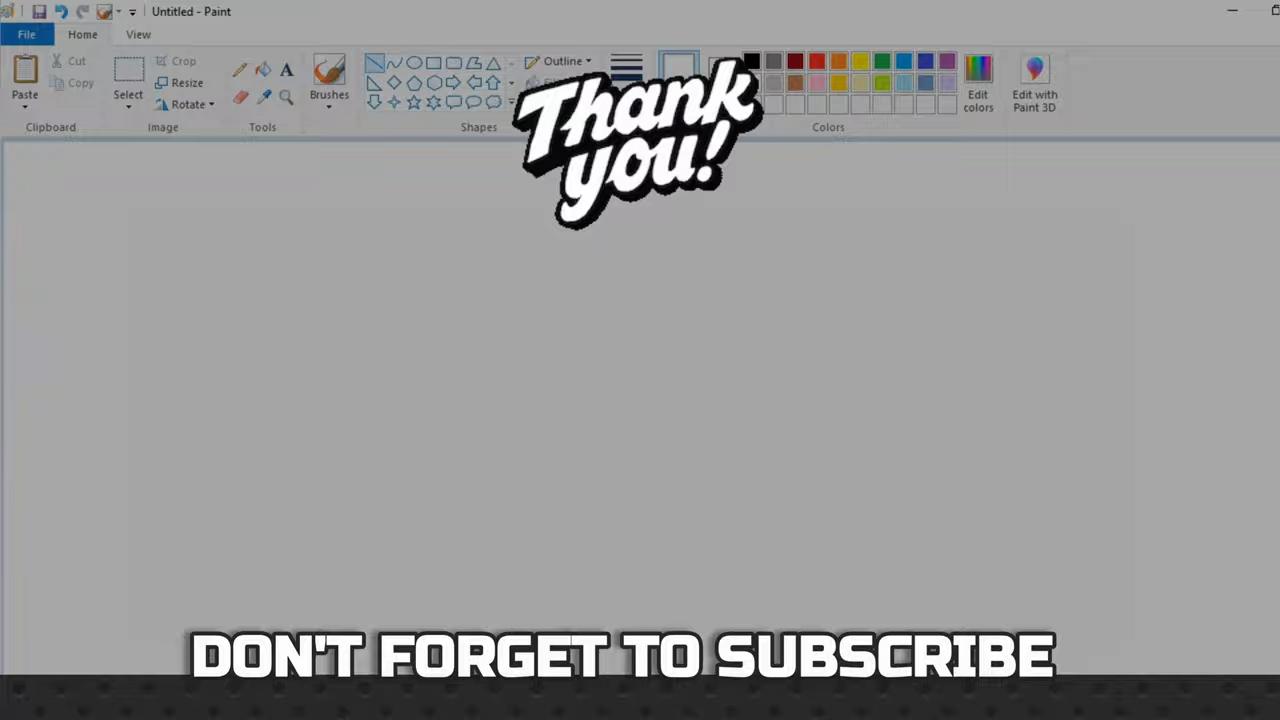 Untitled - Paint
File Home View
Cut
Copy
Paste
Clipboard
Crop
Resize
Rotate
Select
Image
A
Tools
Brushes
Shapes
Outline
Edit colors
Edit with Paint 3D
Colors
Thank
you!
DON'T FORGET TO SUBSCRIBE